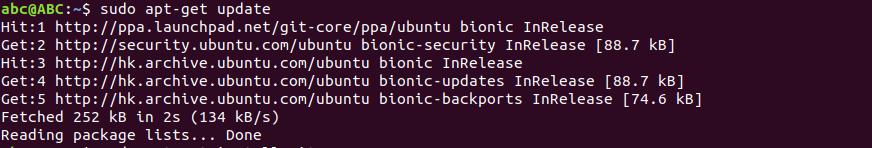 abc@ABC:~$ sudo apt-get update
Hit:1 http://ppa.launchpad.net/git-core/ppa/ubuntu bionic InRelease
Get:2 http://security.ubuntu.com/ubuntu bionic-security InRelease [88.7 kB]
Hit:3 http://hk.archive.ubuntu.com/ubuntu bionic InRelease
Get:4 http://hk.archive.ubuntu.com/ubuntu bionic-updates InRelease [88.7 kB]
Get:5 http://hk.archive.ubuntu.com/ubuntu bionic-backports InRelease [74.6 kB]
Fetched 252 kB in 2s (134 kB/s)
Reading package lists... Done